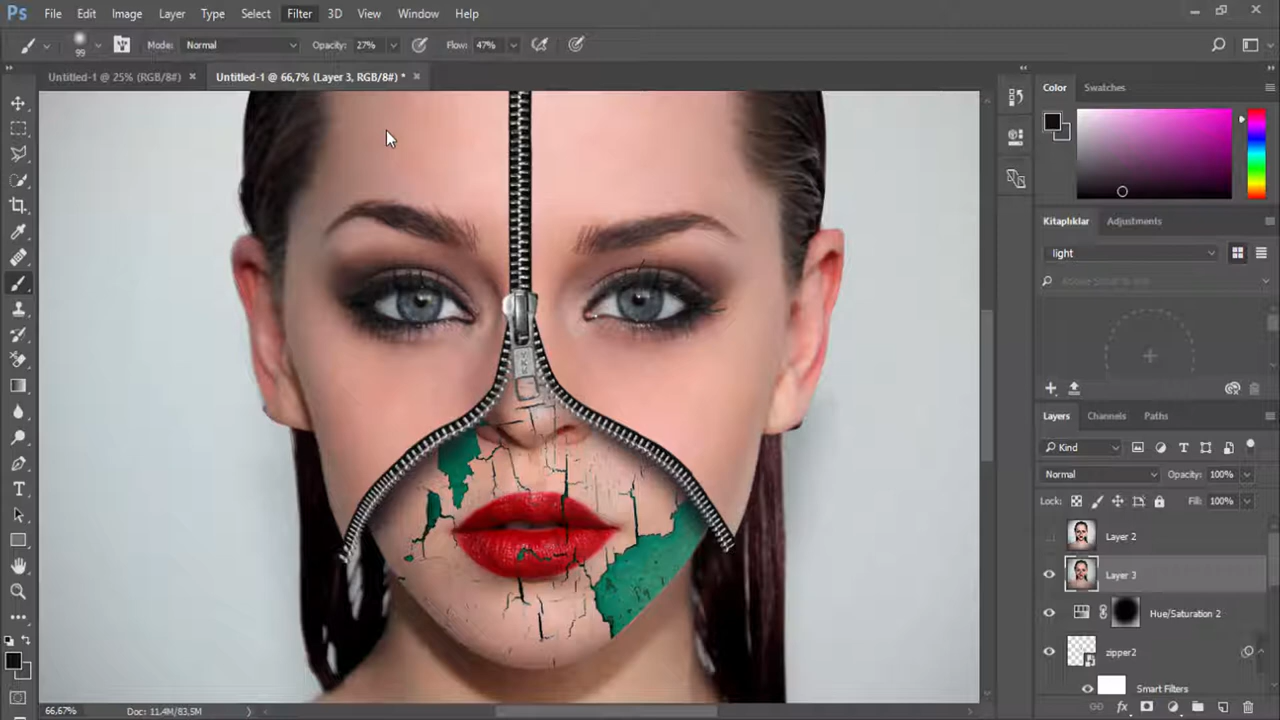 Ps File Edit Image Layer Type Select Filter 3D View Window Help
99 Mode: Normal Opacity: 27% Flow: 47%
Untitled-1 @ 25% (RGB/8#) × Untitled-1 @ 66,7% (Layer 3, RGB/8#) * ×
Color Swatches
Kitaplıklar Adjustments
light
Layers Channels Paths
Kind
Normal Opacity: 100%
Lock: Fill: 100%
Layer 2
Layer 3
Hue/Saturation 2
zipper2
Smart Filters
66,67% Doc: 11.4M/83,5M